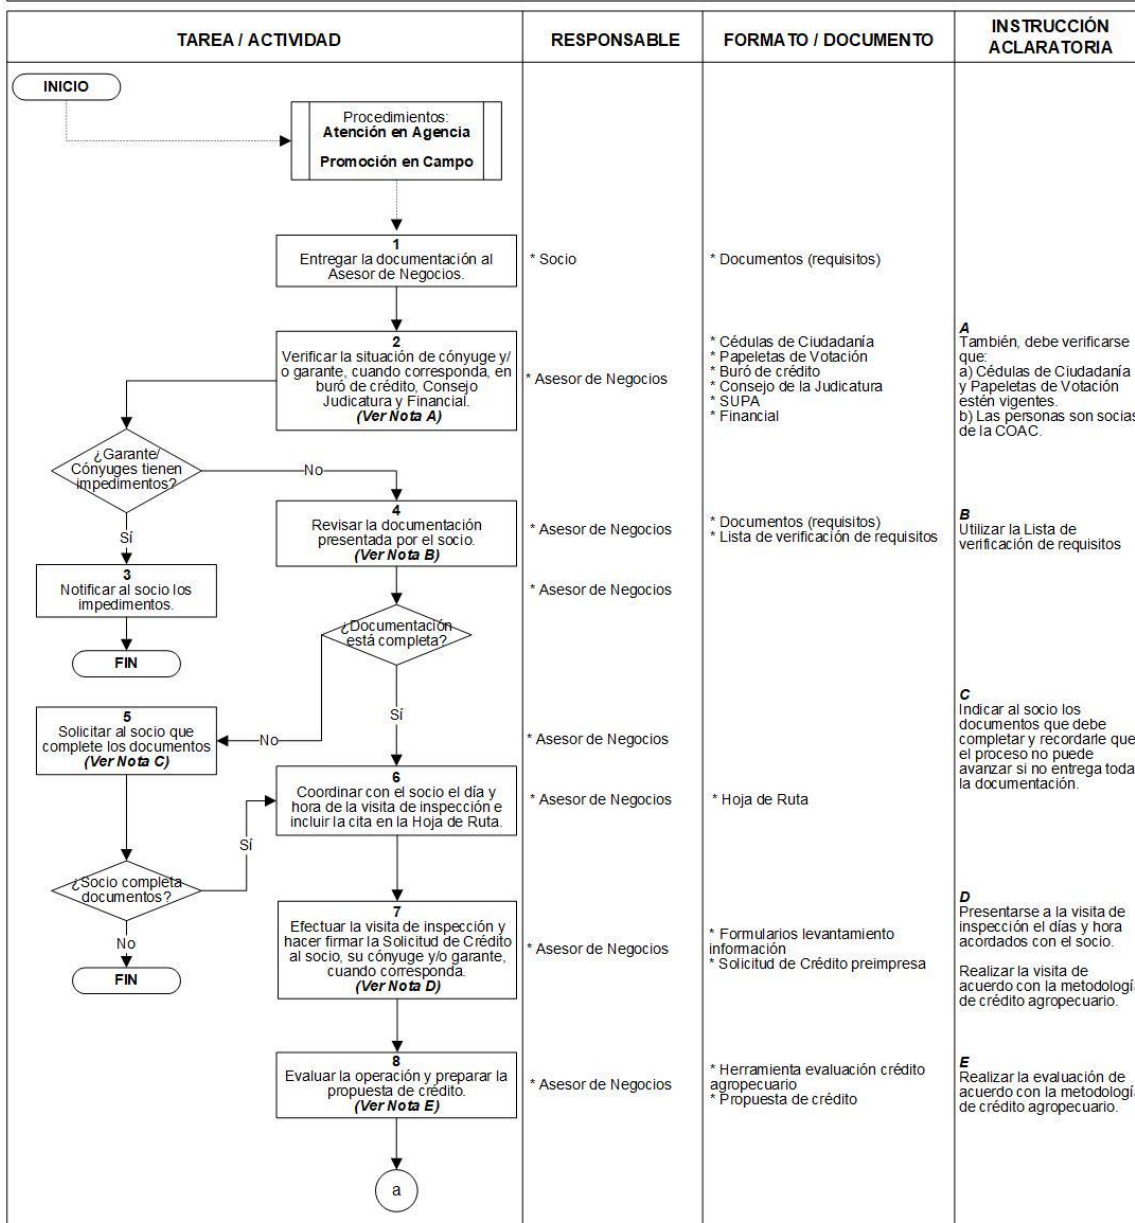 TAREA / ACTIVIDAD
RESPONSABLE
FORMATO / DOCUMENTO
INSTRUCCIÓN
ACLARATORIA
INICIO
Procedimientos:
Atención en Agencia
Promoción en Campo
1
Entregar la documentación al
Asesor de Negocios.
* Socio
* Documentos (requisitos)
2
Verificar la situación de cónyuge y/
o garante, cuando corresponda, en
buró de crédito, Consejo
Judicatura y Financial.
(Ver Nota A)
* Asesor de Negocios
* Cédulas de Ciudadanía
* Papeletas de Votación
* Buró de crédito
* Consejo de la Judicatura
* SUPA
* Financial
A
También, debe verificarse
que:
a) Cédulas de Ciudadanía
y Papeletas de Votación
estén vigentes.
b) Las personas son socias
de la COAC.
¿Garante/
Cónyuges tienen
impedimentos?
No
Sí
4
Revisar la documentación
presentada por el socio.
(Ver Nota B)
* Asesor de Negocios
* Documentos (requisitos)
* Lista de verificación de requisitos
B
Utilizar la Lista de
verificación de requisitos
3
Notificar al socio los
impedimentos.
* Asesor de Negocios
FIN
¿Documentación
está completa?
Sí
No
5
Solicitar al socio que
complete los documentos
(Ver Nota C)
* Asesor de Negocios
C
Indicar al socio los
documentos que debe
completar y recordarle que
el proceso no puede
avanzar si no entrega toda
la documentación.
6
Coordinar con el socio el día y
hora de la visita de inspección e
incluir la cita en la Hoja de Ruta.
* Asesor de Negocios
* Hoja de Ruta
Sí
¿Socio completa
documentos?
No
FIN
7
Efectuar la visita de inspección y
hacer firmar la Solicitud de Crédito
al socio, su cónyuge y/o garante,
cuando corresponda.
(Ver Nota D)
* Asesor de Negocios
* Formularios levantamiento
información
* Solicitud de Crédito preimpresa
D
Presentarse a la visita de
inspección el días y hora
acordados con el socio.
Realizar la visita de
acuerdo con la metodología
de crédito agropecuario.
8
Evaluar la operación y preparar la
propuesta de crédito.
(Ver Nota E)
* Asesor de Negocios
* Herramienta evaluación crédito
agropecuario
* Propuesta de crédito
E
Realizar la evaluación de
acuerdo con la metodología
de crédito agropecuario.
a